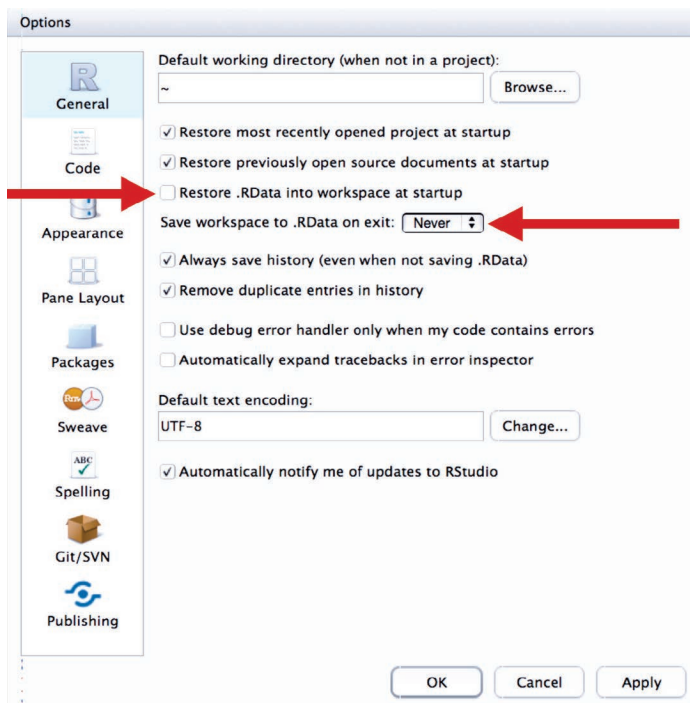 Options
General
Code
Appearance
Pane Layout
Packages
Sweave
ABC
Spelling
Git/SVN
Publishing
Default working directory (when not in a project):
~
Browse...
Restore most recently opened project at startup
Restore previously open source documents at startup
Restore .RData into workspace at startup
Save workspace to .RData on exit: Never
Always save history (even when not saving .RData)
Remove duplicate entries in history
Use debug error handler only when my code contains errors
Automatically expand tracebacks in error inspector
Default text encoding:
UTF-8
Change...
Automatically notify me of updates to RStudio
OK Cancel Apply